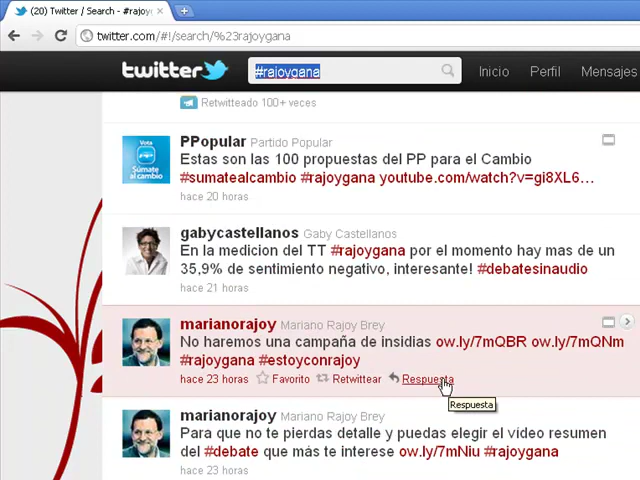 (20) Twitter / Search - #rajoy
twitter.com/#!/search/%23rajoygana
twitter
#rajoygana
Inicio
Perfil
Mensajes
Retwitteado 100+ veces
PPopular Partido Popular
Estas son las 100 propuestas del PP para el Cambio
#sumatealcambio #rajoygana youtube.com/watch?v=gi8XL6...
hace 20 horas
Vota
Súmate
al cambio
gabycastellanos Gaby Castellanos
En la medicion del TT #rajoygana por el momento hay mas de un
35,9% de sentimiento negativo, interesante! #debatesinaudio
hace 21 horas
marianorajoy Mariano Rajoy Brey
No haremos una campaña de insidias ow.ly/7mQBR ow.ly/7mQNm
#rajoygana #estoyconrajoy
hace 23 horas Favorito Retwittear Respuesta
Respuesta
marianorajoy Mariano Rajoy Brey
Para que no te pierdas detalle y puedas elegir el vídeo resumen
del #debate que más te interese ow.ly/7mNiu #rajoygana
hace 23 horas